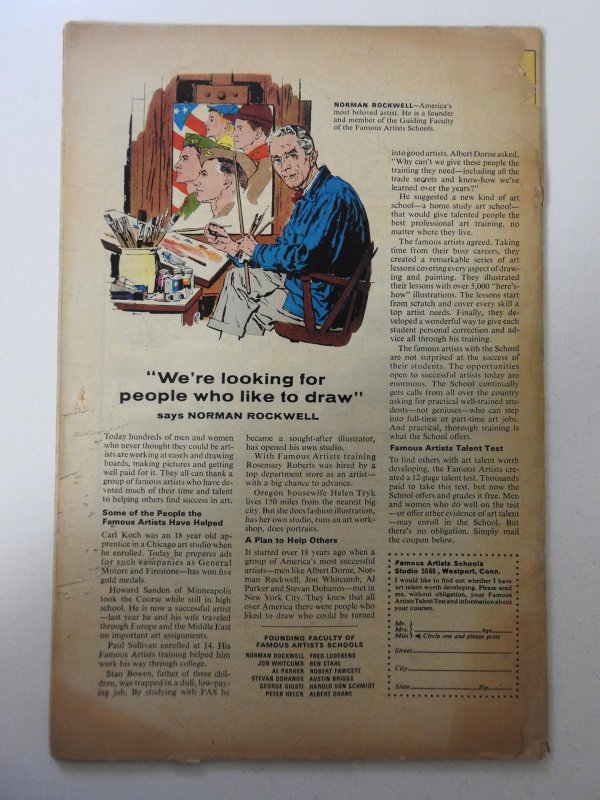 NORMAN ROCKWELL—America's
most beloved artist. He is a founder
and member of the Guiding Faculty
of the Famous Artists Schools.
"We're looking for
people who like to draw"
says NORMAN ROCKWELL
Today hundreds of men and women
who never thought they could be art-
ists are working at easels and drawing
boards, making pictures and getting
well paid for it. They all can thank a
group of famous artists who have de-
voted much of their time and talent
to helping others find success in art.
Some of the People the
Famous Artists Have Helped
Carl Koch was an 18 year old ap-
prentice in a Chicago art studio when
he enrolled. Today he prepares ads
for such companies as General
Motors and Firestone—has won five
gold medals.
Howard Sanden of Minneapolis
took the Course while still in high
school. He is now a successful artist
—last year he and his wife traveled
through Europe and the Middle East
on important art assignments.
Paul Sullivan enrolled at 14. His
Famous Artists training helped him
work his way through college.
Stan Bowen, father of three chil-
dren, was trapped in a dull, low-pay-
ing job. By studying with FAS he
became a sought-after illustrator,
has opened his own studio.
With Famous Artists training
Rosemary Roberts was hired by a
top department store as an artist—
with a big chance to advance.
Oregon housewife Helen Tryk
lives 150 miles from the nearest big
city. But she does fashion illustration,
has her own studio, runs an art work-
shop, does portraits.
A Plan to Help Others
It started over 18 years ago when a
group of America's most successful
artists—men like Albert Dorne, Nor-
man Rockwell, Jon Whitcomb, Al
Parker and Stevan Dohanos—met in
New York City. They knew that all
over America there were people who
liked to draw who could be turned
FOUNDING FACULTY OF
FAMOUS ARTISTS SCHOOLS
NORMAN ROCKWELL FRED LUDEKENS
JON WHITCOMB BEN STAHL
AL PARKER ROBERT FAWCETT
STEVAN DOHANOS AUSTIN BRIGGS
GEORGE GIUSTI HAROLD VON SCHMIDT
PETER HELCK ALBERT DORNE
into good artists. Albert Dorne asked,
"Why can't we give these people the
training they need—including all the
trade secrets and know-how we've
learned over the years?"
He suggested a new kind of art
school—a home study art school—
that would give talented people the
best professional art training, no
matter where they live.
The famous artists agreed. Taking
time from their busy careers, they
created a remarkable series of art
lessons covering every aspect of draw-
ing and painting. They illustrated
their lessons with over 5,000 "here's-
how" illustrations. The lessons start
from scratch and cover every skill a
top artist needs. Finally, they de-
veloped a wonderful way to give each
student personal correction and ad-
vice all through his training.
The famous artists with the School
are not surprised at the success of
their students. The opportunities
open to successful artists today are
enormous. The School continually
gets calls from all over the country
asking for practical well-trained stu-
dents—not geniuses—who can step
into full-time or part-time art jobs.
And practical, thorough training is
what the School offers.
Famous Artists Talent Test
To find others with art talent worth
developing, the Famous Artists cre-
ated a 12-page talent test. Thousands
paid to take this test, but now the
School offers and grades it free. Men
and women who do well on the test
—or offer other evidence of art talent
—may enroll in the School. But
there's no obligation. Simply mail
the coupon below.
Famous Artists Schools
Studio 5568, Westport, Conn.
I would like to find out whether I have
art talent worth developing. Please send
me, without obligation, your Famous
Artists Talent Test and information about
your courses.
Mr.
Mrs. Age
Miss Circle one and please print
Street
City
State Zip